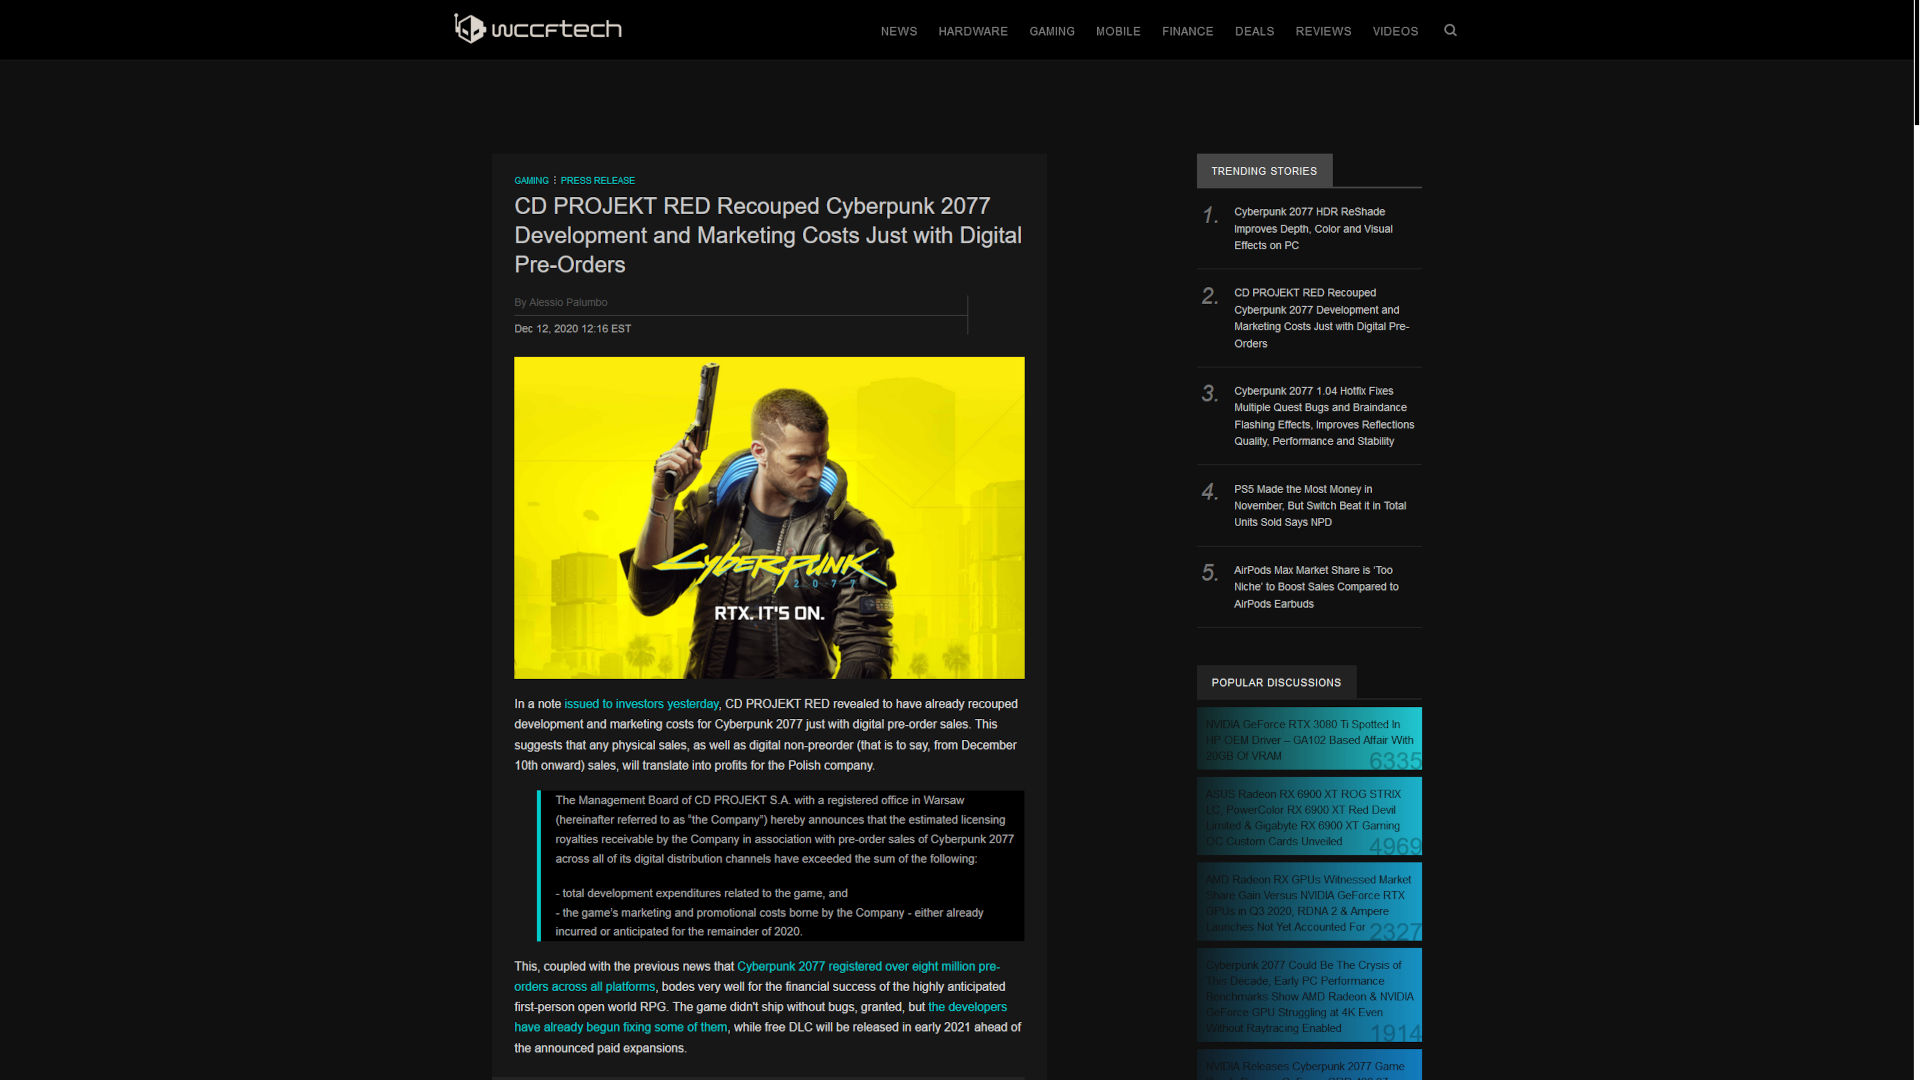 wccftech
NEWS HARDWARE GAMING MOBILE FINANCE DEALS REVIEWS VIDEOS
GAMING PRESS RELEASE
CD PROJEKT RED Recouped Cyberpunk 2077
Development and Marketing Costs Just with Digital
Pre-Orders
By Alessio Palumbo
Dec 12, 2020 12:16 EST
CYBERPUNK
2077
RTX. IT'S ON.
In a note issued to investors yesterday, CD PROJEKT RED revealed to have already recouped
development and marketing costs for Cyberpunk 2077 just with digital pre-order sales. This
suggests that any physical sales, as well as digital non-preorder (that is to say, from December
10th onward) sales, will translate into profits for the Polish company.
The Management Board of CD PROJEKT S.A. with a registered office in Warsaw
(hereinafter referred to as “the Company”) hereby announces that the estimated licensing
royalties receivable by the Company in association with pre-order sales of Cyberpunk 2077
across all of its digital distribution channels have exceeded the sum of the following:
- total development expenditures related to the game, and
- the game’s marketing and promotional costs borne by the Company - either already
incurred or anticipated for the remainder of 2020.
This, coupled with the previous news that Cyberpunk 2077 registered over eight million pre-
orders across all platforms, bodes very well for the financial success of the highly anticipated
first-person open world RPG. The game didn't ship without bugs, granted, but the developers
have already begun fixing some of them, while free DLC will be released in early 2021 ahead of
the announced paid expansions.
TRENDING STORIES
1. Cyberpunk 2077 HDR ReShade
Improves Depth, Color and Visual
Effects on PC
2. CD PROJEKT RED Recouped
Cyberpunk 2077 Development and
Marketing Costs Just with Digital Pre-
Orders
3. Cyberpunk 2077 1.04 Hotfix Fixes
Multiple Quest Bugs and Braindance
Flashing Effects, Improves Reflections
Quality, Performance and Stability
4. PS5 Made the Most Money in
November, But Switch Beat it in Total
Units Sold Says NPD
5. AirPods Max Market Share is ‘Too
Niche’ to Boost Sales Compared to
AirPods Earbuds
POPULAR DISCUSSIONS
NVIDIA GeForce RTX 3080 Ti Spotted In
HP OEM Driver – GA102 Based Affair With
20GB Of VRAM
6335
ASUS Radeon RX 6900 XT ROG STRIX
LC, PowerColor RX 6900 XT Red Devil
Limited & Gigabyte RX 6900 XT Gaming
OC Custom Cards Unveiled
4969
AMD Radeon RX GPUs Witnessed Market
Share Gain Versus NVIDIA GeForce RTX
GPUs in Q3 2020, RDNA 2 & Ampere
Launches Not Yet Accounted For
2327
Cyberpunk 2077 Could Be The Crysis of
This Decade, Early PC Performance
Benchmarks Show AMD Radeon & NVIDIA
GeForce GPU Struggling at 4K Even
Without Raytracing Enabled
1914
NVIDIA Releases Cyberpunk 2077 Game